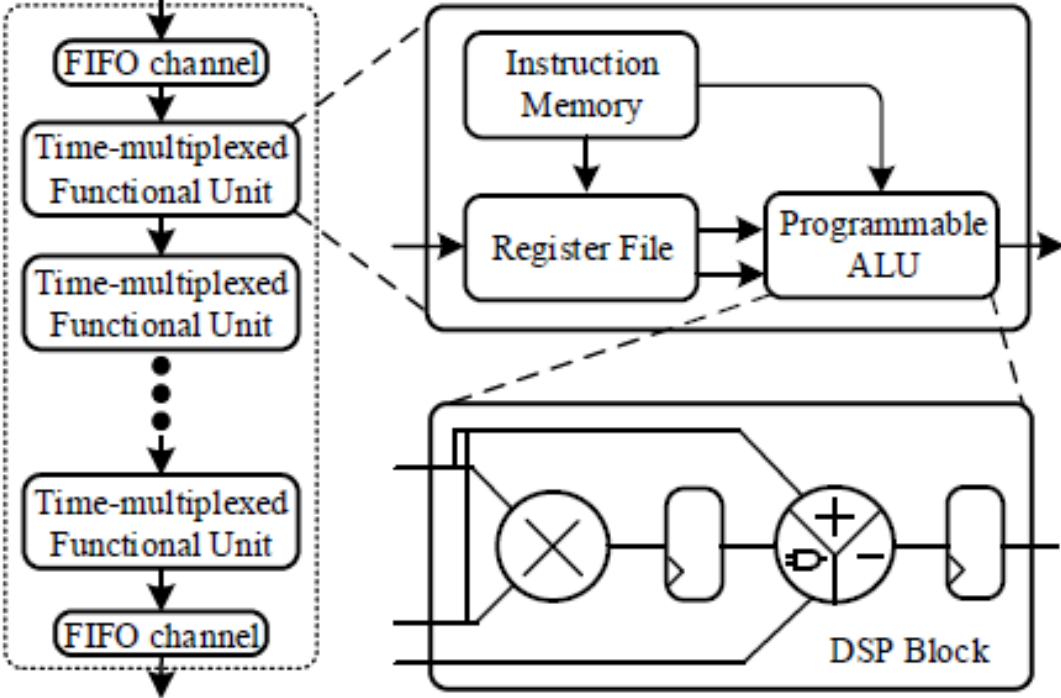 FIFO channel
Time-multiplexed
Functional Unit
Time-multiplexed
Functional Unit
Time-multiplexed
Functional Unit
FIFO channel
Instruction
Memory
Register File
Programmable
ALU
DSP Block